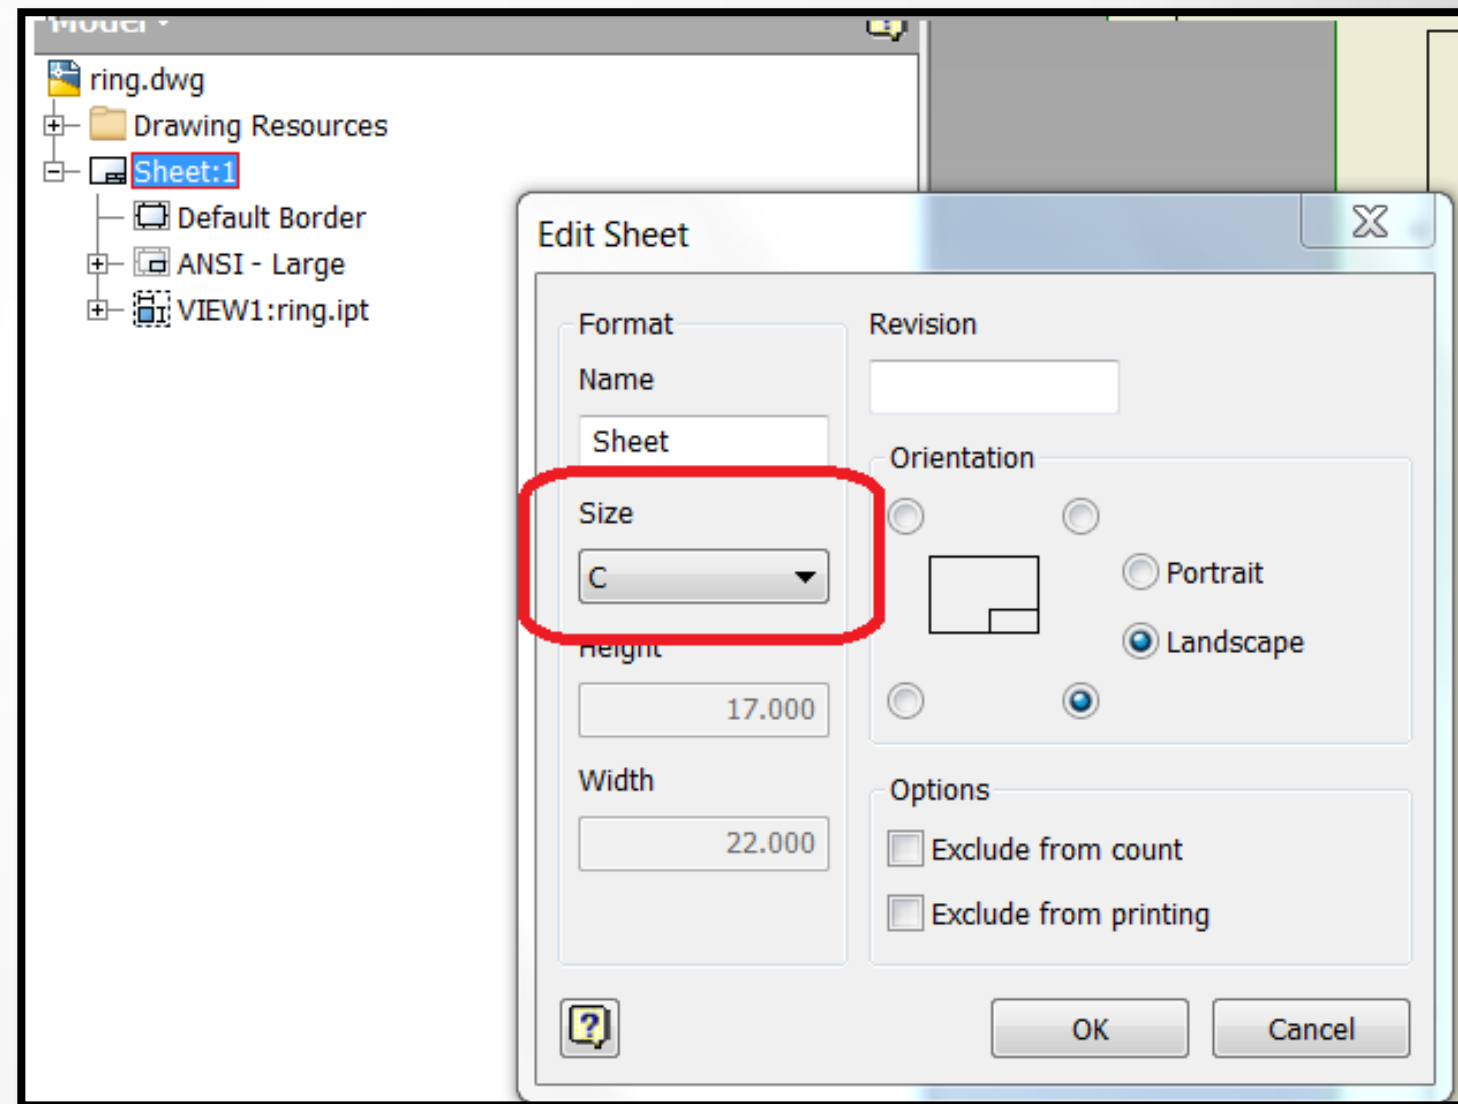 Model
ring.dwg
Drawing Resources
Sheet:1
Default Border
ANSI - Large
VIEW1:ring.ipt
Edit Sheet
Format
Name
Sheet
Size
C
Height
17.000
Width
22.000
Revision
Orientation
Portrait
Landscape
Options
Exclude from count
Exclude from printing
?
OK
Cancel